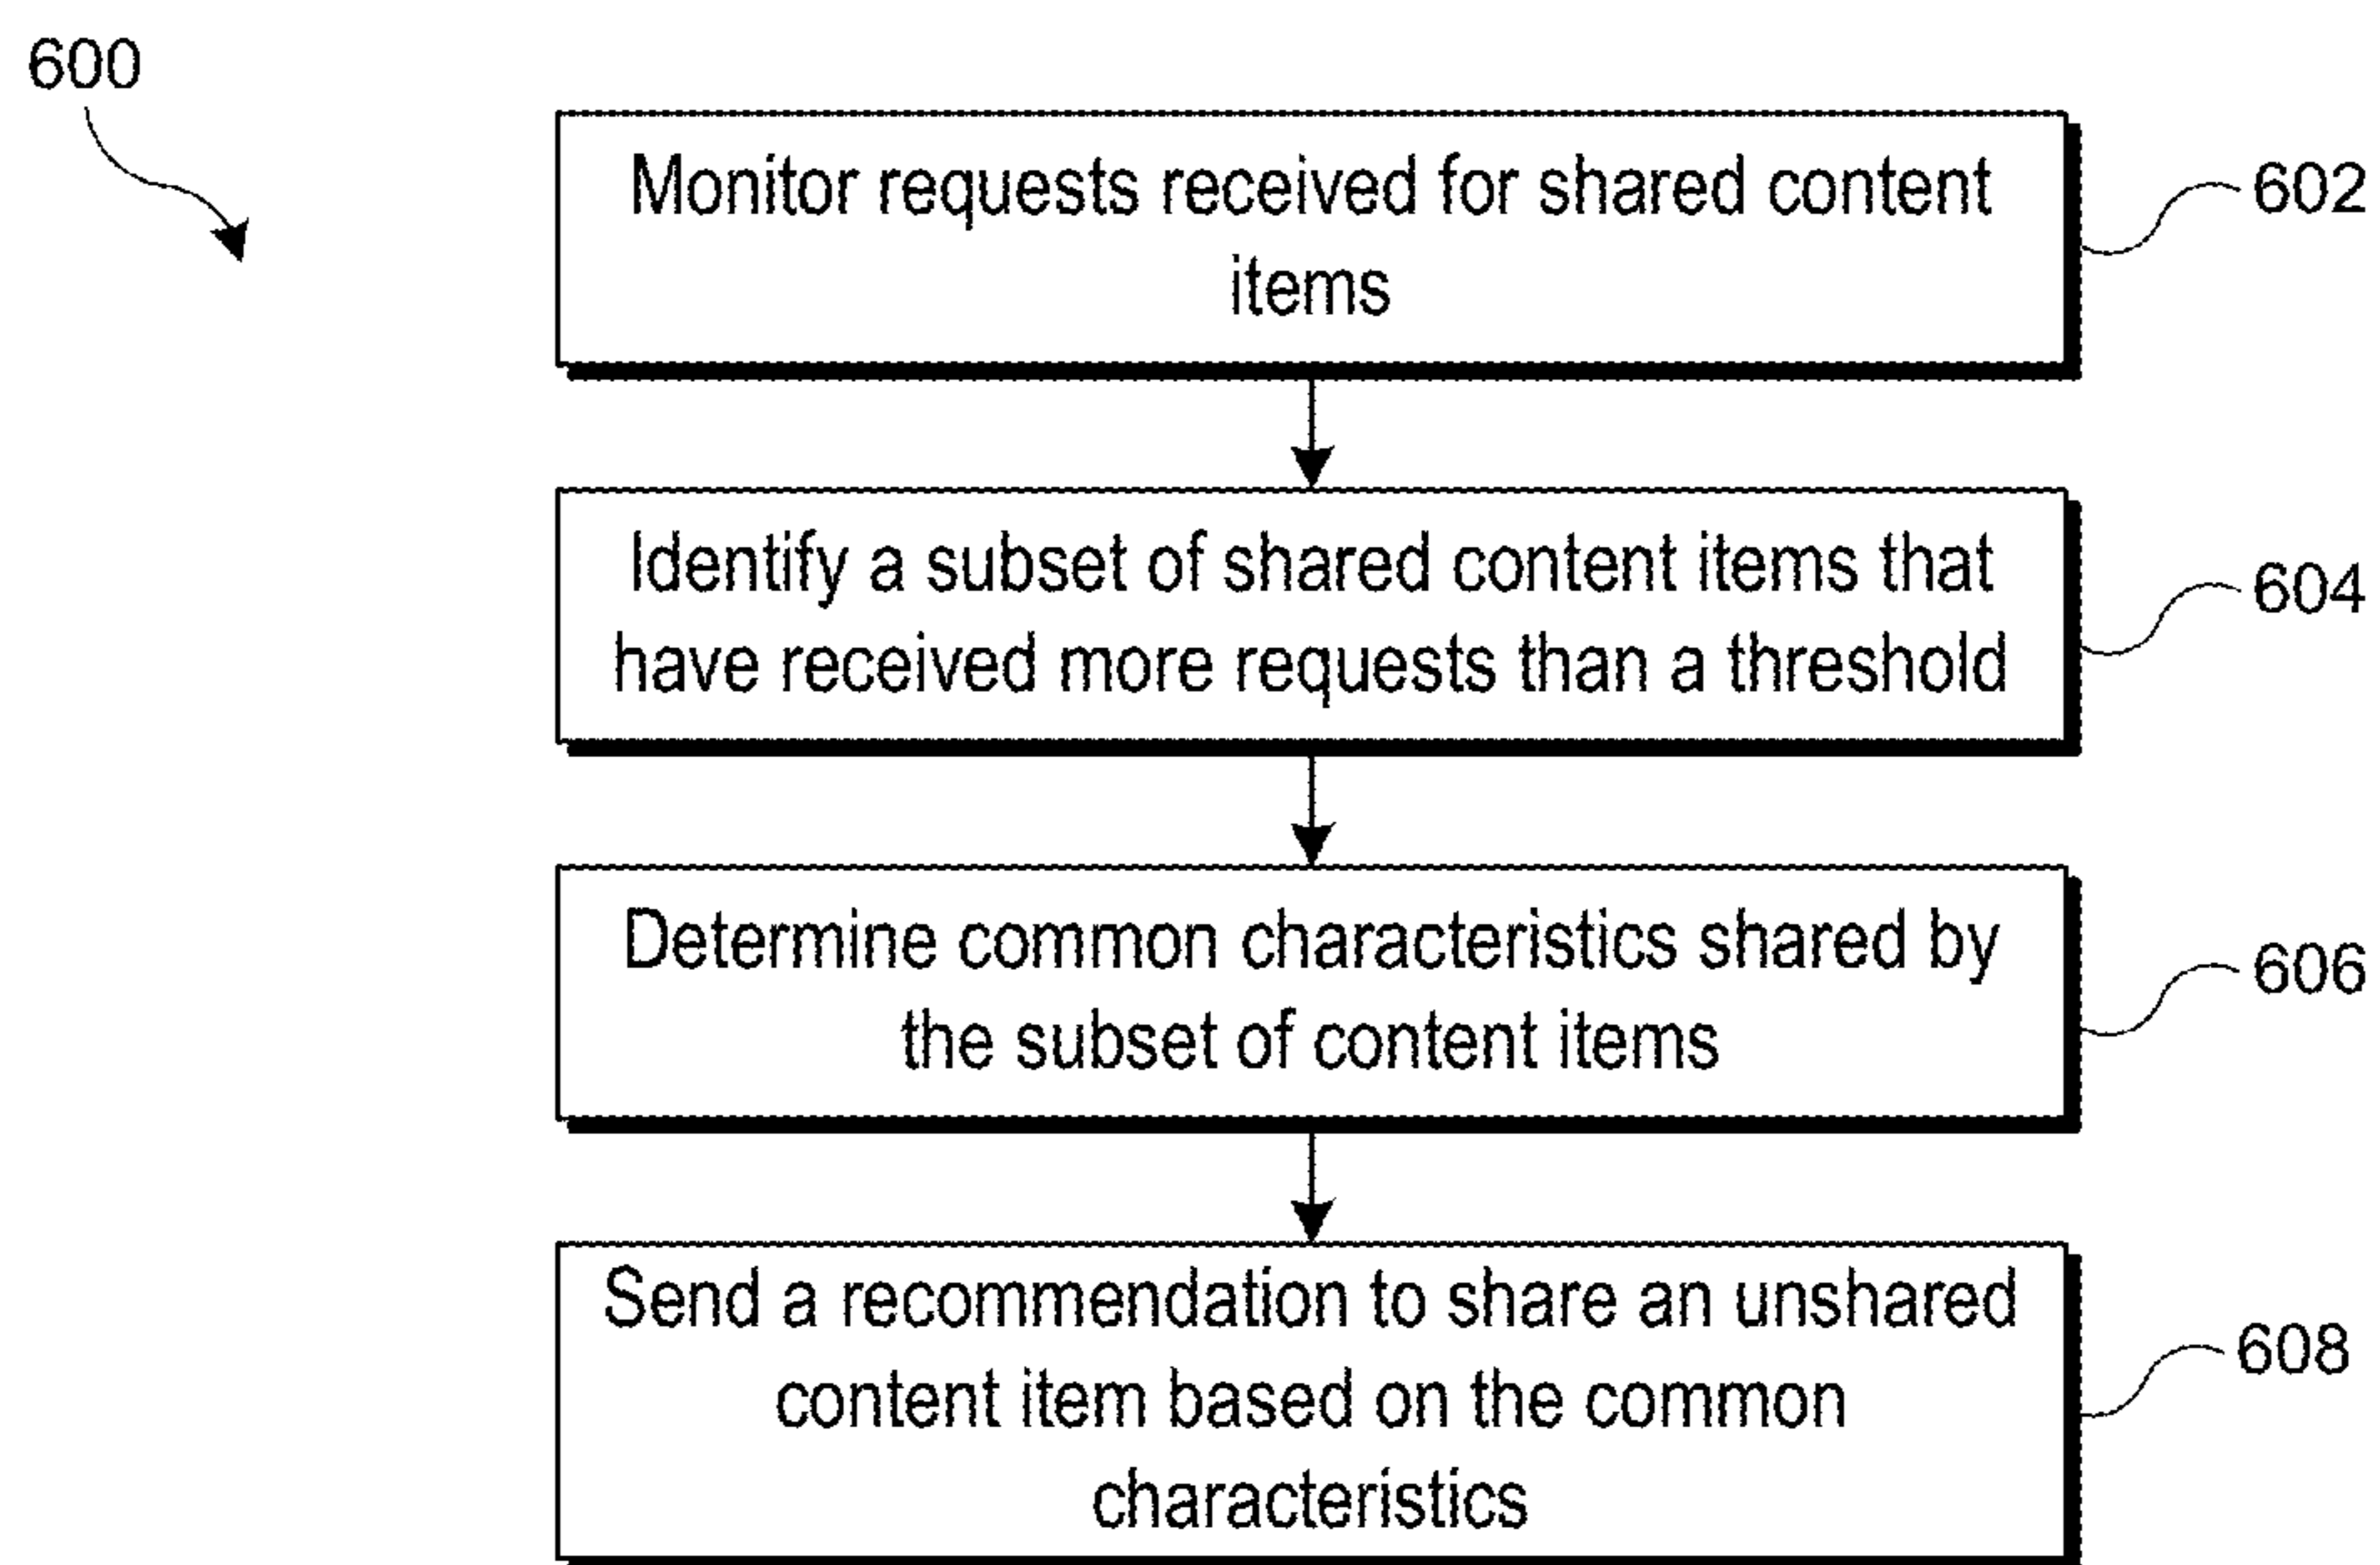 600
Monitor requests received for shared content
items
602
Identify a subset of shared content items that
have received more requests than a threshold
604
Determine common characteristics shared by
the subset of content items
606
Send a recommendation to share an unshared
content item based on the common
characteristics
608